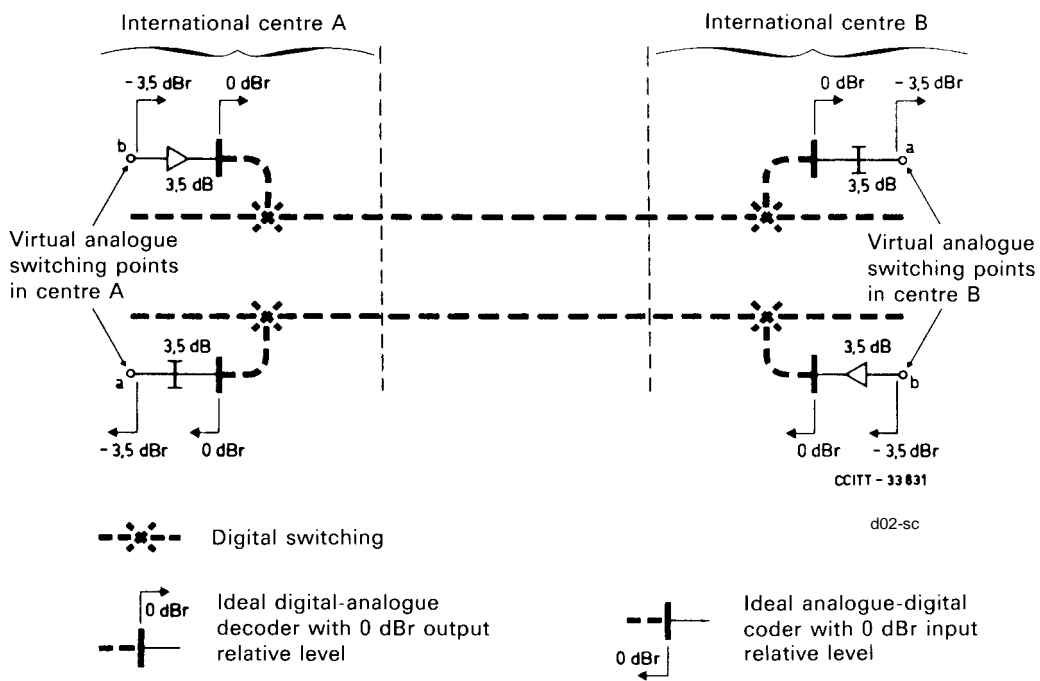 International centre A
International centre B
- 3,5 dBr
0 dBr
0 dBr
- 3,5 dBr
b
a
3,5 dB
3,5 dB
Virtual analogue
switching points
in centre A
Virtual analogue
switching points
in centre B
3,5 dB
3,5 dB
a
b
- 3,5 dBr
0 dBr
0 dBr
- 3,5 dBr
CCITT - 33831
d02-sc
Digital switching
0 dBr
Ideal digital-analogue
decoder with 0 dBr output
relative level
0 dBr
Ideal analogue-digital
coder with 0 dBr input
relative level